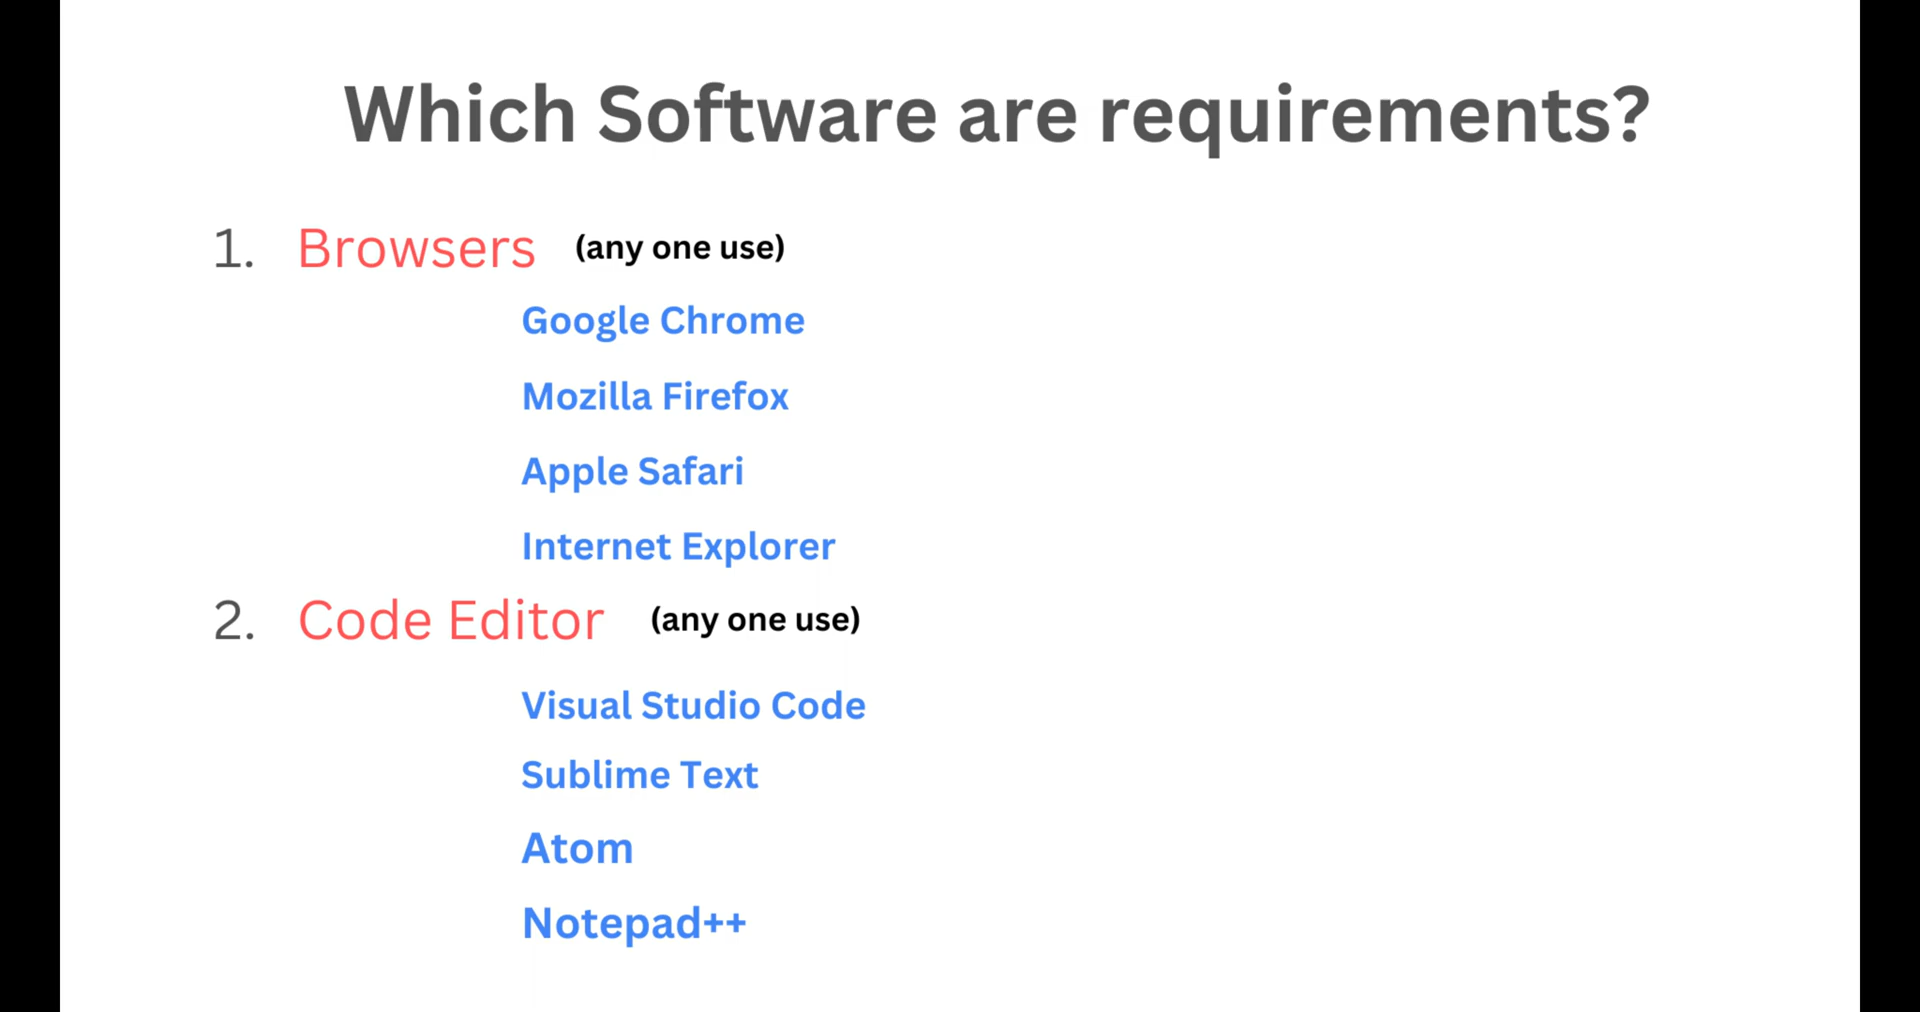 Which Software are requirements?
1. Browsers (any one use)
Google Chrome
Mozilla Firefox
Apple Safari
Internet Explorer
2. Code Editor (any one use)
Visual Studio Code
Sublime Text
Atom
Notepad++